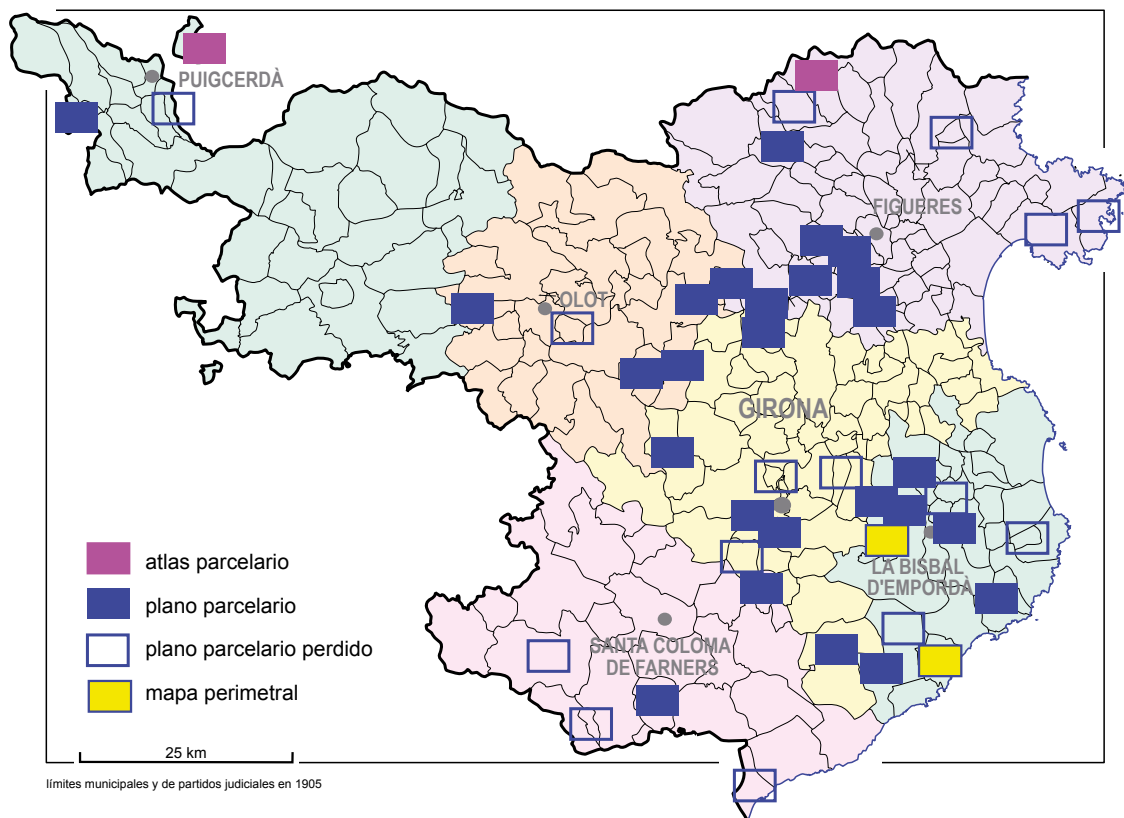 PUIGCERDÀ
FIGUERES
OLOT
GIRONA
LA BISBAL
D'EMPORDÀ
SANTA COLOMA
DE FARNERS
atlas parcelario
plano parcelario
plano parcelario perdido
mapa perimetral
25 km
límites municipales y de partidos judiciales en 1905